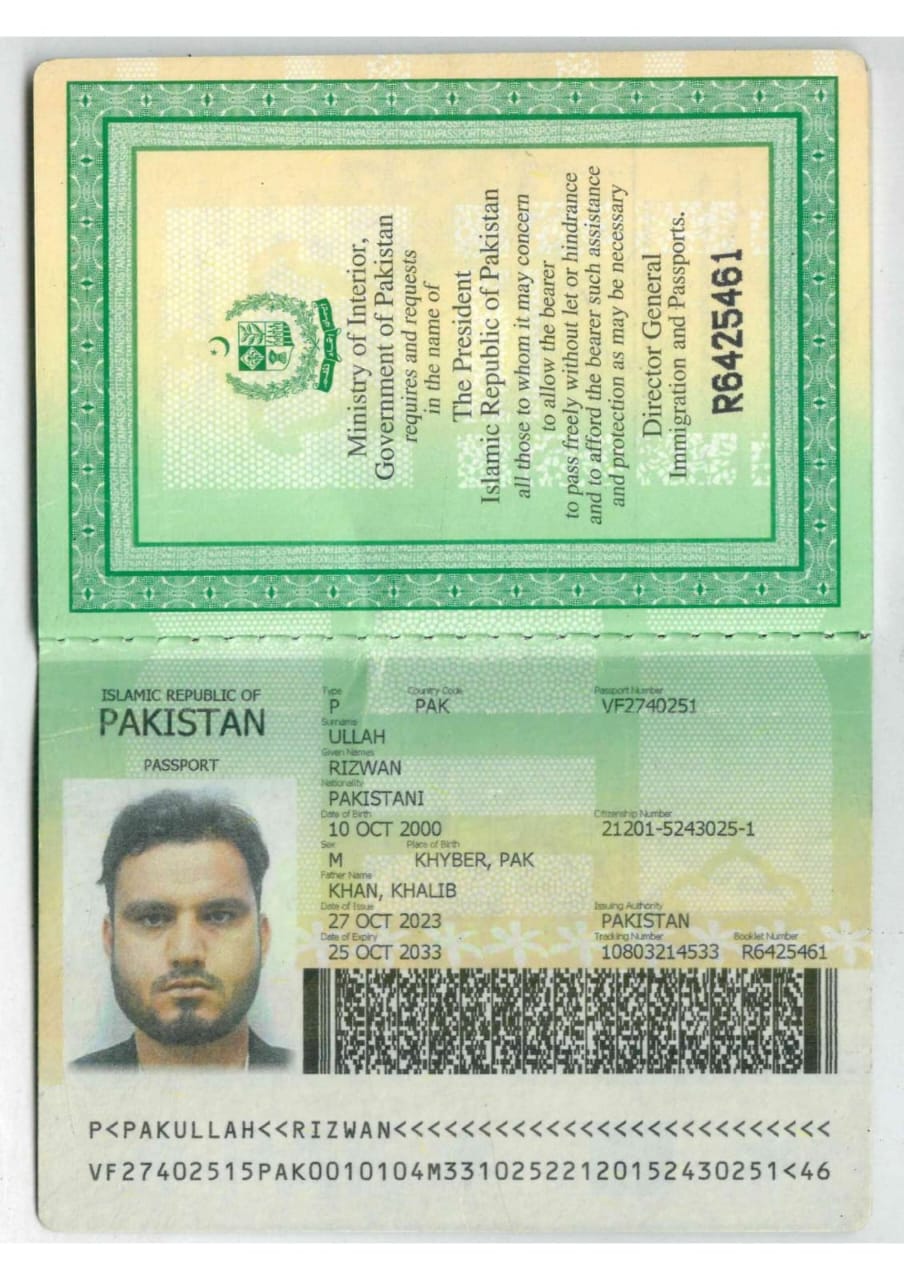 Ministry of Interior,
Government of Pakistan
requires and requests
in the name of
The President
Islamic Republic of Pakistan
all those to whom it may concern
to allow the bearer
to pass freely without let or hindrance
and to afford the bearer such assistance
and protection as may be necessary
Director General
Immigration and Passports.
R6425461
ISLAMIC REPUBLIC OF
PAKISTAN
PASSPORT
Type Country Code Passport Number
P PAK VF2740251
Surname
ULLAH
Given Names
RIZWAN
Nationality
PAKISTANI
Date of Birth Citizenship Number
10 OCT 2000 21201-5243025-1
Sex Place of Birth
M KHYBER, PAK
Father Name
KHAN, KHALIB
Date of Issue Issuing Authority
27 OCT 2023 PAKISTAN
Date of Expiry Tracking Number Booklet Number
25 OCT 2033 10803214533 R6425461
P<PAKULLAH<<RIZWAN<<<<<<<<<<<<<<<<<<<<<<<<<<
VF27402515PAK0010104M3310252212015243025​1<46